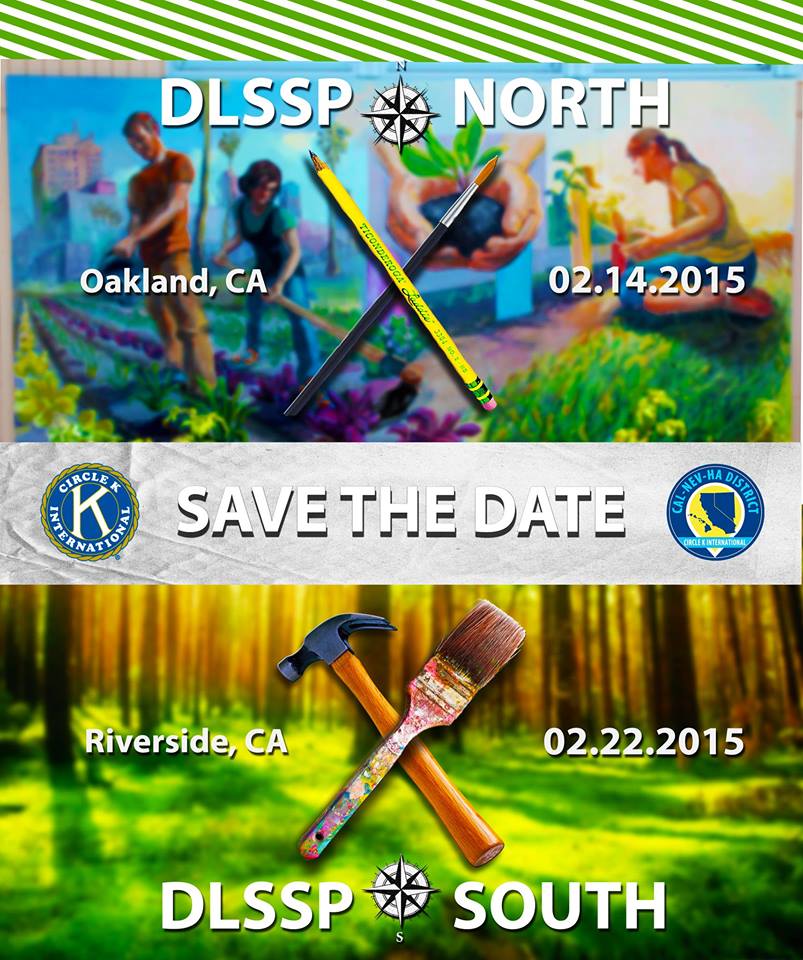 N
DLSSP NORTH
Oakland, CA 02.14.2015
TICONDEROGA
CIRCLE K INTERNATIONAL
K
SAVE THE DATE
CAL-NEV-HA DISTRICT
CIRCLE K INTERNATIONAL
Riverside, CA 02.22.2015
DLSSP SOUTH
S